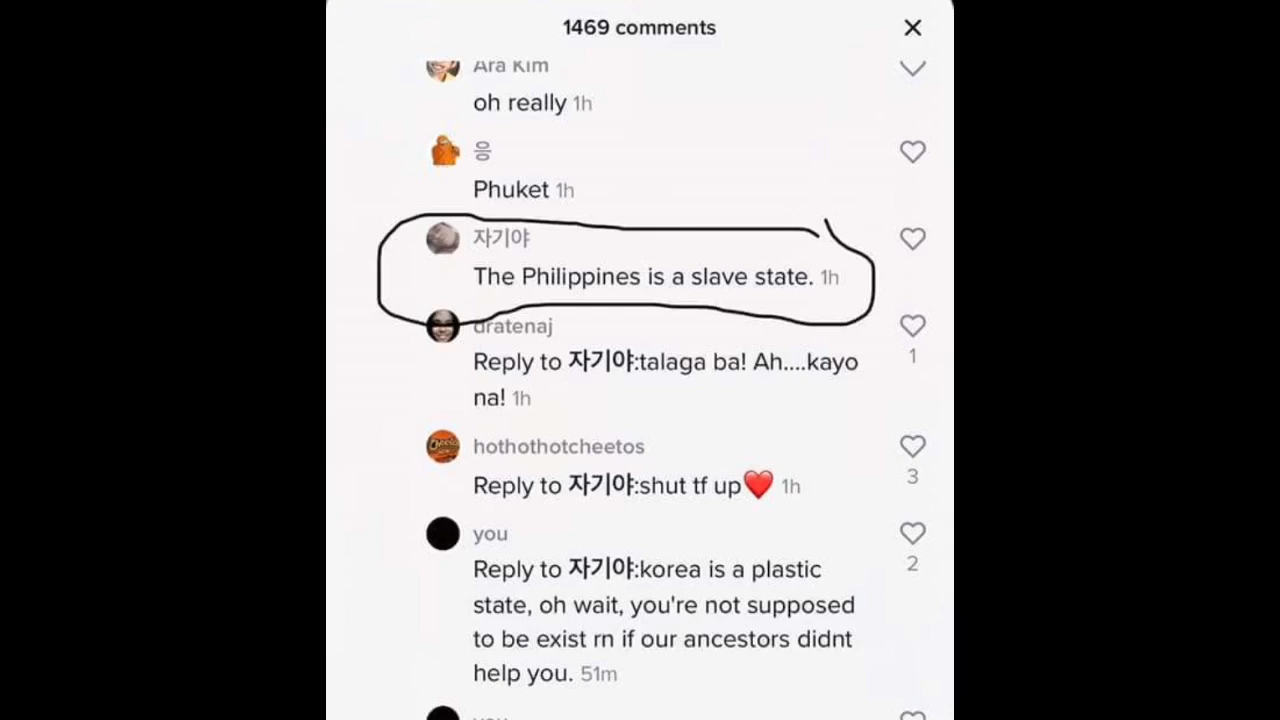 1469 comments
Ara Kim
oh really 1h
응
Phuket 1h
자기야
The Philippines is a slave state. 1h
dratenaj
1
Reply to 자기야:talaga ba! Ah....kayo
na! 1h
hothothotcheetos
3
Reply to 자기야:shut tf up❤️ 1h
you
2
Reply to 자기야:korea is a plastic
state, oh wait, you're not supposed
to be exist rn if our ancestors didnt
help you. 51m